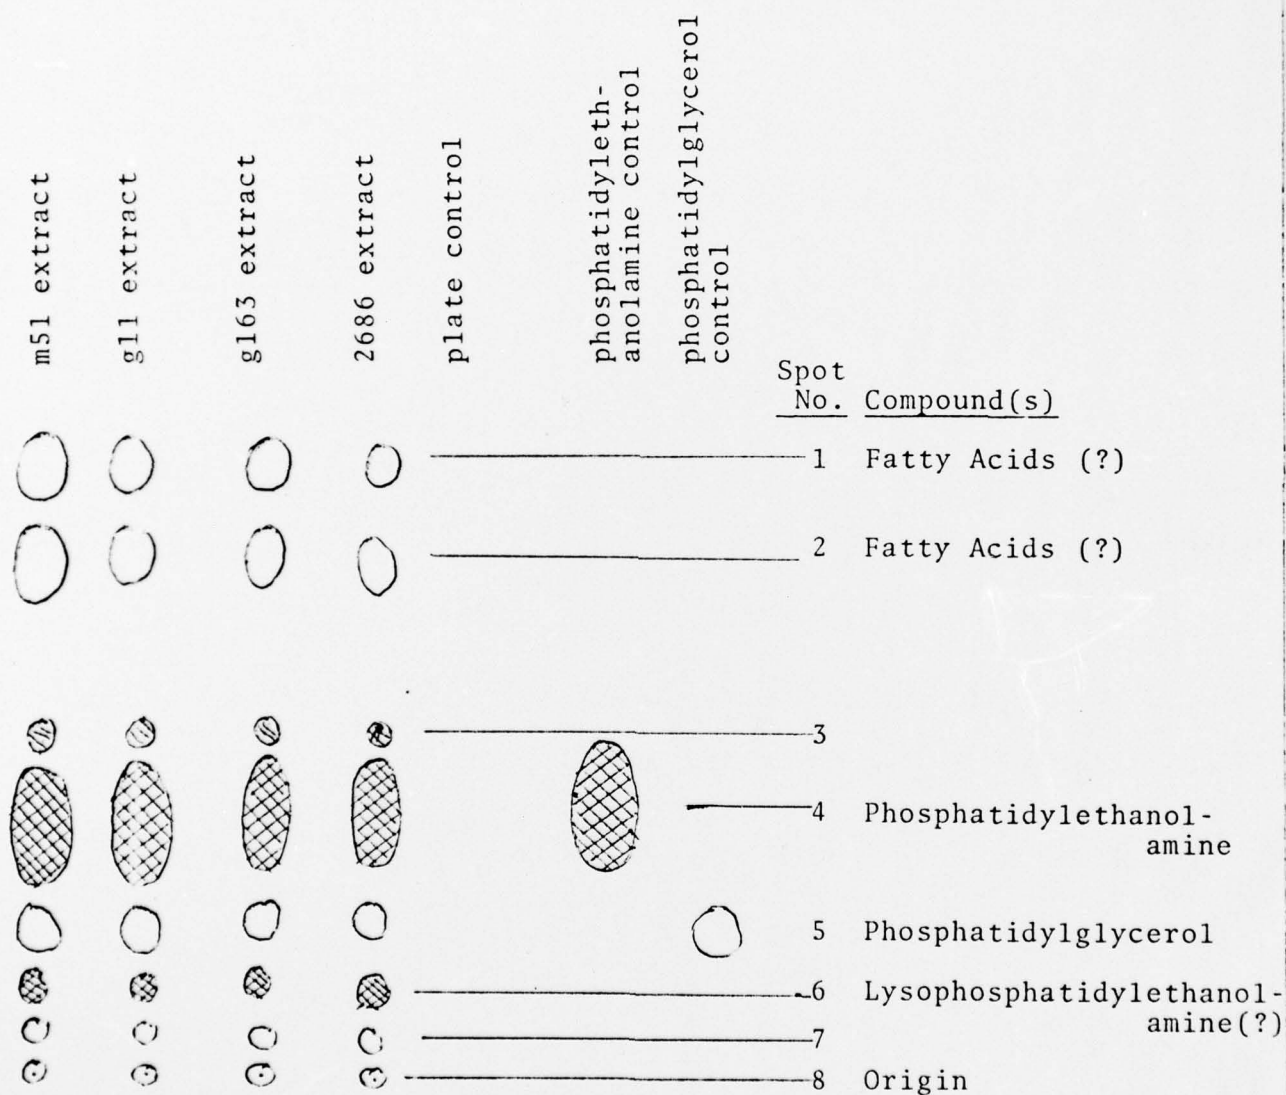 m51 extract
g11 extract
g163 extract
2686 extract
plate control
phosphatidyleth-
anolamine control
phosphatidylglycerol
control
Spot
No. Compound(s)
1 Fatty Acids (?)
2 Fatty Acids (?)
3
4 Phosphatidylethanol-
amine
5 Phosphatidylglycerol
6 Lysophosphatidylethanol-
amine(?)
7
8 Origin